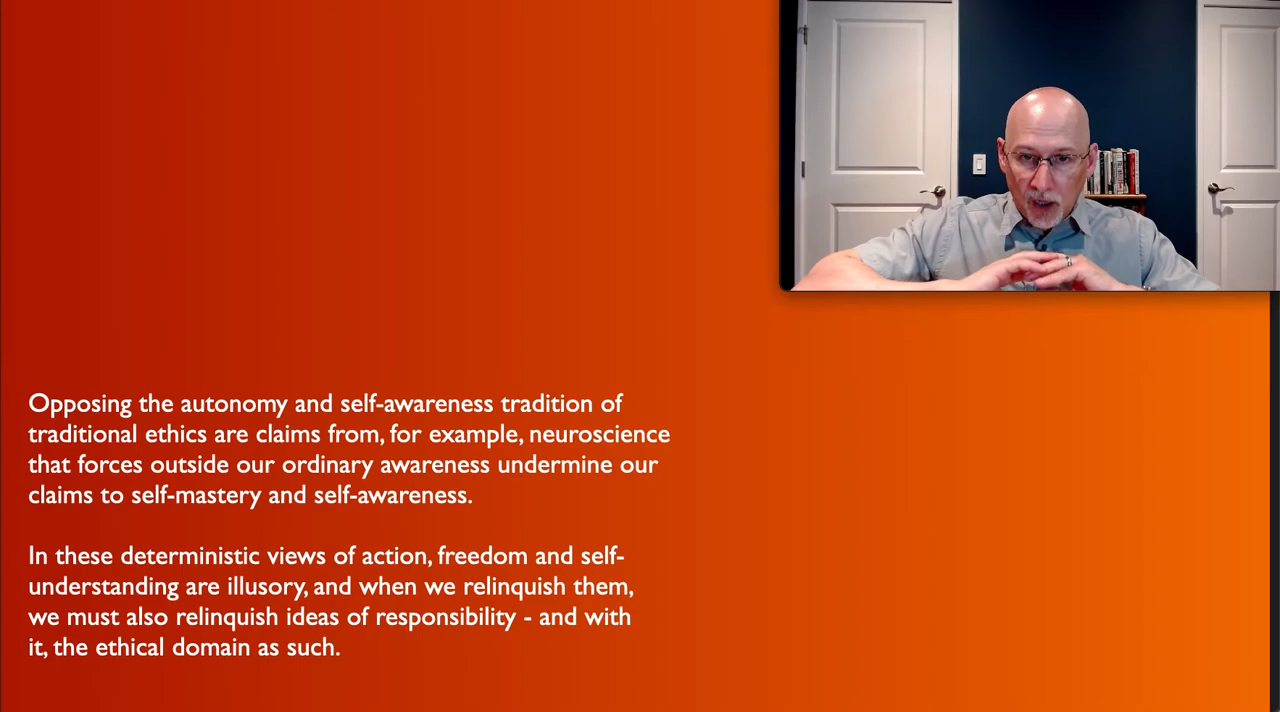 Opposing the autonomy and self-awareness tradition of
traditional ethics are claims from, for example, neuroscience
that forces outside our ordinary awareness undermine our
claims to self-mastery and self-awareness.
In these deterministic views of action, freedom and self-
understanding are illusory, and when we relinquish them,
we must also relinquish ideas of responsibility - and with
it, the ethical domain as such.